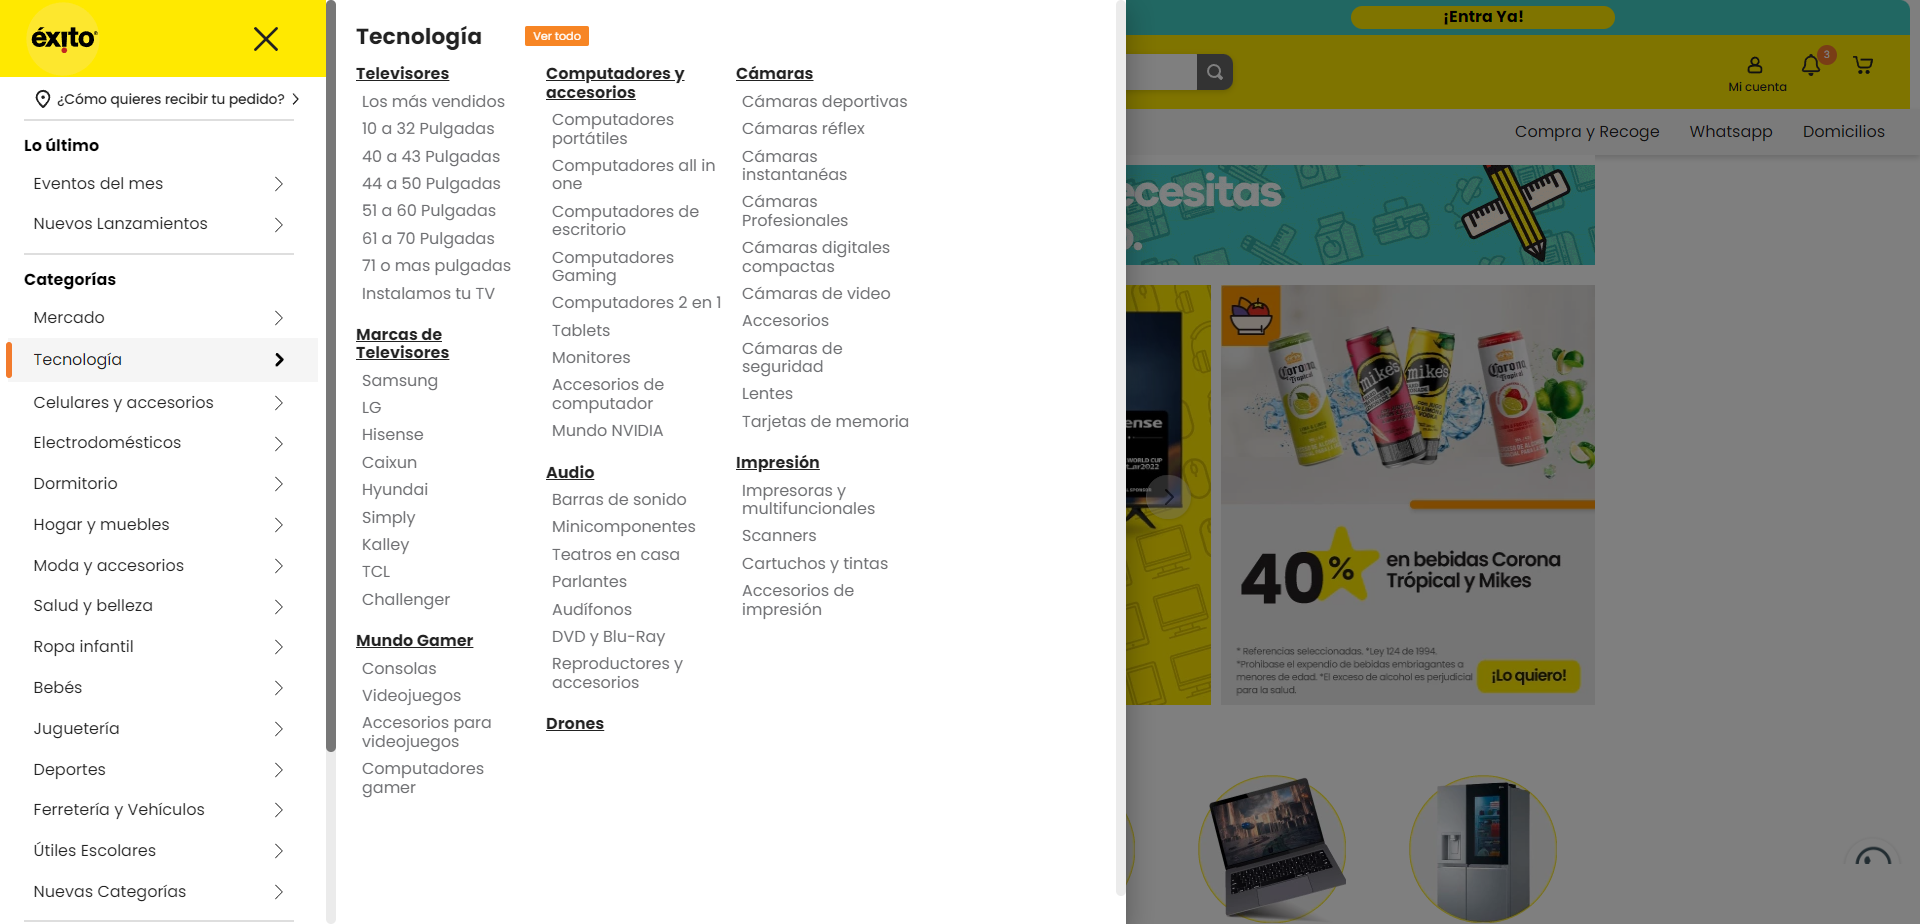 éxito
¿Cómo quieres recibir tu pedido?
Lo último
Eventos del mes
Nuevos Lanzamientos
Categorías
Mercado
Tecnología
Celulares y accesorios
Electrodomésticos
Dormitorio
Hogar y muebles
Moda y accesorios
Salud y belleza
Ropa infantil
Bebés
Juguetería
Deportes
Ferretería y Vehículos
Útiles Escolares
Nuevas Categorías
Tecnología
Ver todo
Televisores
Los más vendidos
10 a 32 Pulgadas
40 a 43 Pulgadas
44 a 50 Pulgadas
51 a 60 Pulgadas
61 a 70 Pulgadas
71 o mas pulgadas
Instalamos tu TV
Marcas de
Televisores
Samsung
LG
Hisense
Caixun
Hyundai
Simply
Kalley
TCL
Challenger
Mundo Gamer
Consolas
Videojuegos
Accesorios para
videojuegos
Computadores
gamer
Computadores y
accesorios
Computadores
portátiles
Computadores all in
one
Computadores de
escritorio
Computadores
Gaming
Computadores 2 en 1
Tablets
Monitores
Accesorios de
computador
Mundo NVIDIA
Audio
Barras de sonido
Minicomponentes
Teatros en casa
Parlantes
Audífonos
DVD y Blu-Ray
Reproductores y
accesorios
Drones
Cámaras
Cámaras deportivas
Cámaras réflex
Cámaras
instantanéas
Cámaras
Profesionales
Cámaras digitales
compactas
Cámaras de video
Accesorios
Cámaras de
seguridad
Lentes
Tarjetas de memoria
Impresión
Impresoras y
multifuncionales
Scanners
Cartuchos y tintas
Accesorios de
impresión
¡Entra Ya!
3
Mi cuenta
Compra y Recoge
Whatsapp
Domicilios
ecesitas
ense
WORLD CUP
Corona
Tropical
mike's
mike's
Corona
Tropical
40%
en bebidas Corona
Trópical y Mikes
* Referencias seleccionadas. *Ley 124 de 1994.
*Prohíbase el expendio de bebidas embriagantes a
menores de edad. *El exceso de alcohol es perjudicial
para la salud.
¡Lo quiero!